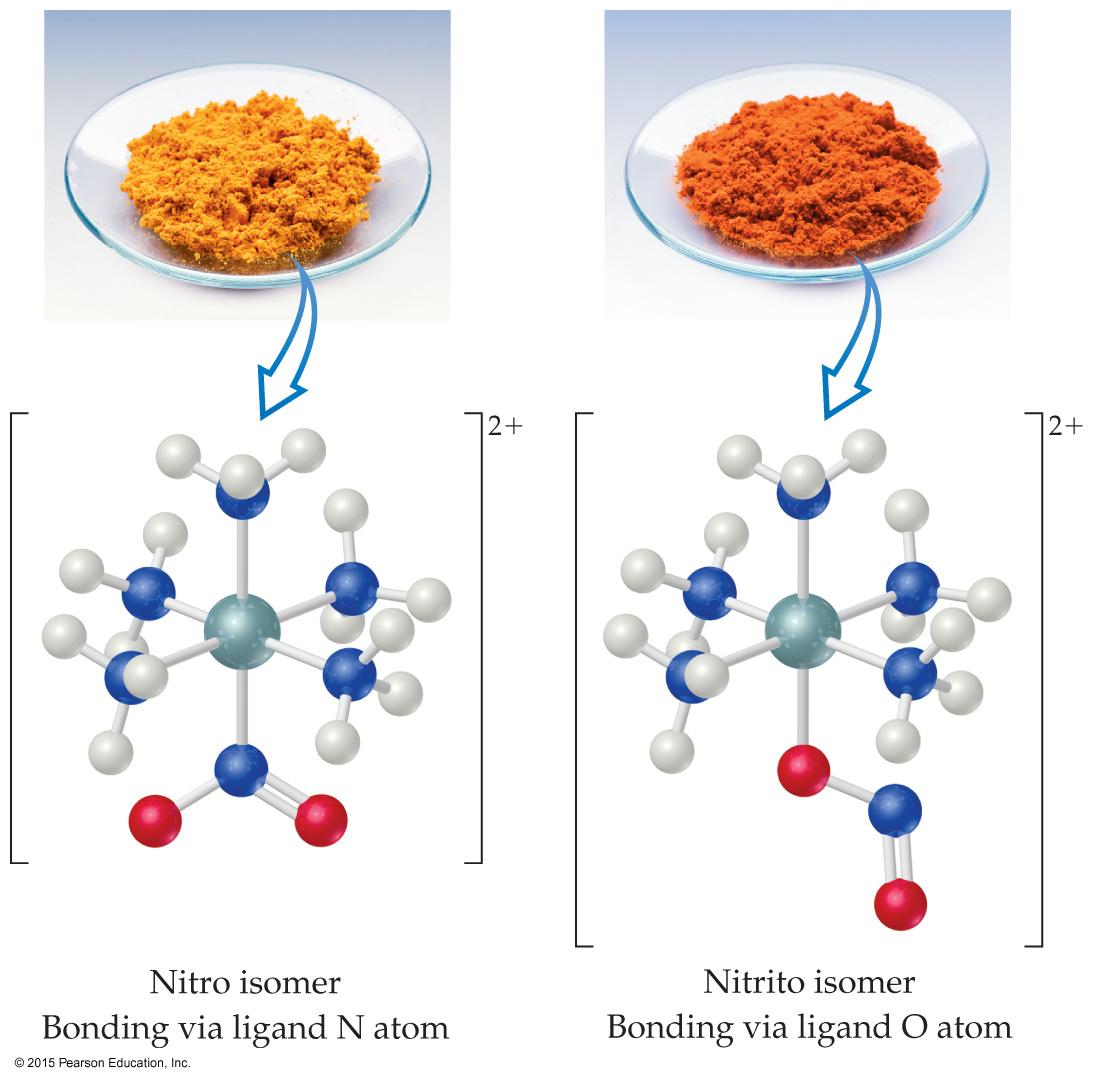 2+
2+
Nitro isomer
Bonding via ligand N atom
Nitrito isomer
Bonding via ligand O atom
© 2015 Pearson Education, Inc.